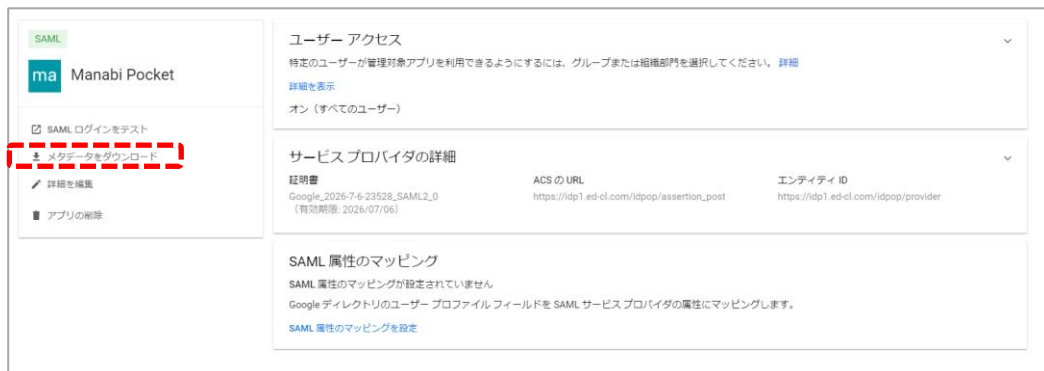 SAML
ma Manabi Pocket
SAML ログインをテスト
メタデータをダウンロード
詳細を編集
アプリの削除
ユーザー アクセス
特定のユーザーが管理対象アプリを利用できるようにするには、グループまたは組織部門を選択してください。 詳細
詳細を表示
オン（すべてのユーザー）
サービス プロバイダの詳細
証明書
Google_2026-7-6-23528_SAML2_0
（有効期限: 2026/07/06）
ACS の URL
https://idp1.ed-cl.com/idpop/assertion_post
エンティティ ID
https://idp1.ed-cl.com/idpop/provider
SAML 属性のマッピング
SAML 属性のマッピングが設定されていません
Google ディレクトリのユーザー プロファイル フィールドを SAML サービス プロバイダの属性にマッピングします。
SAML 属性のマッピングを設定